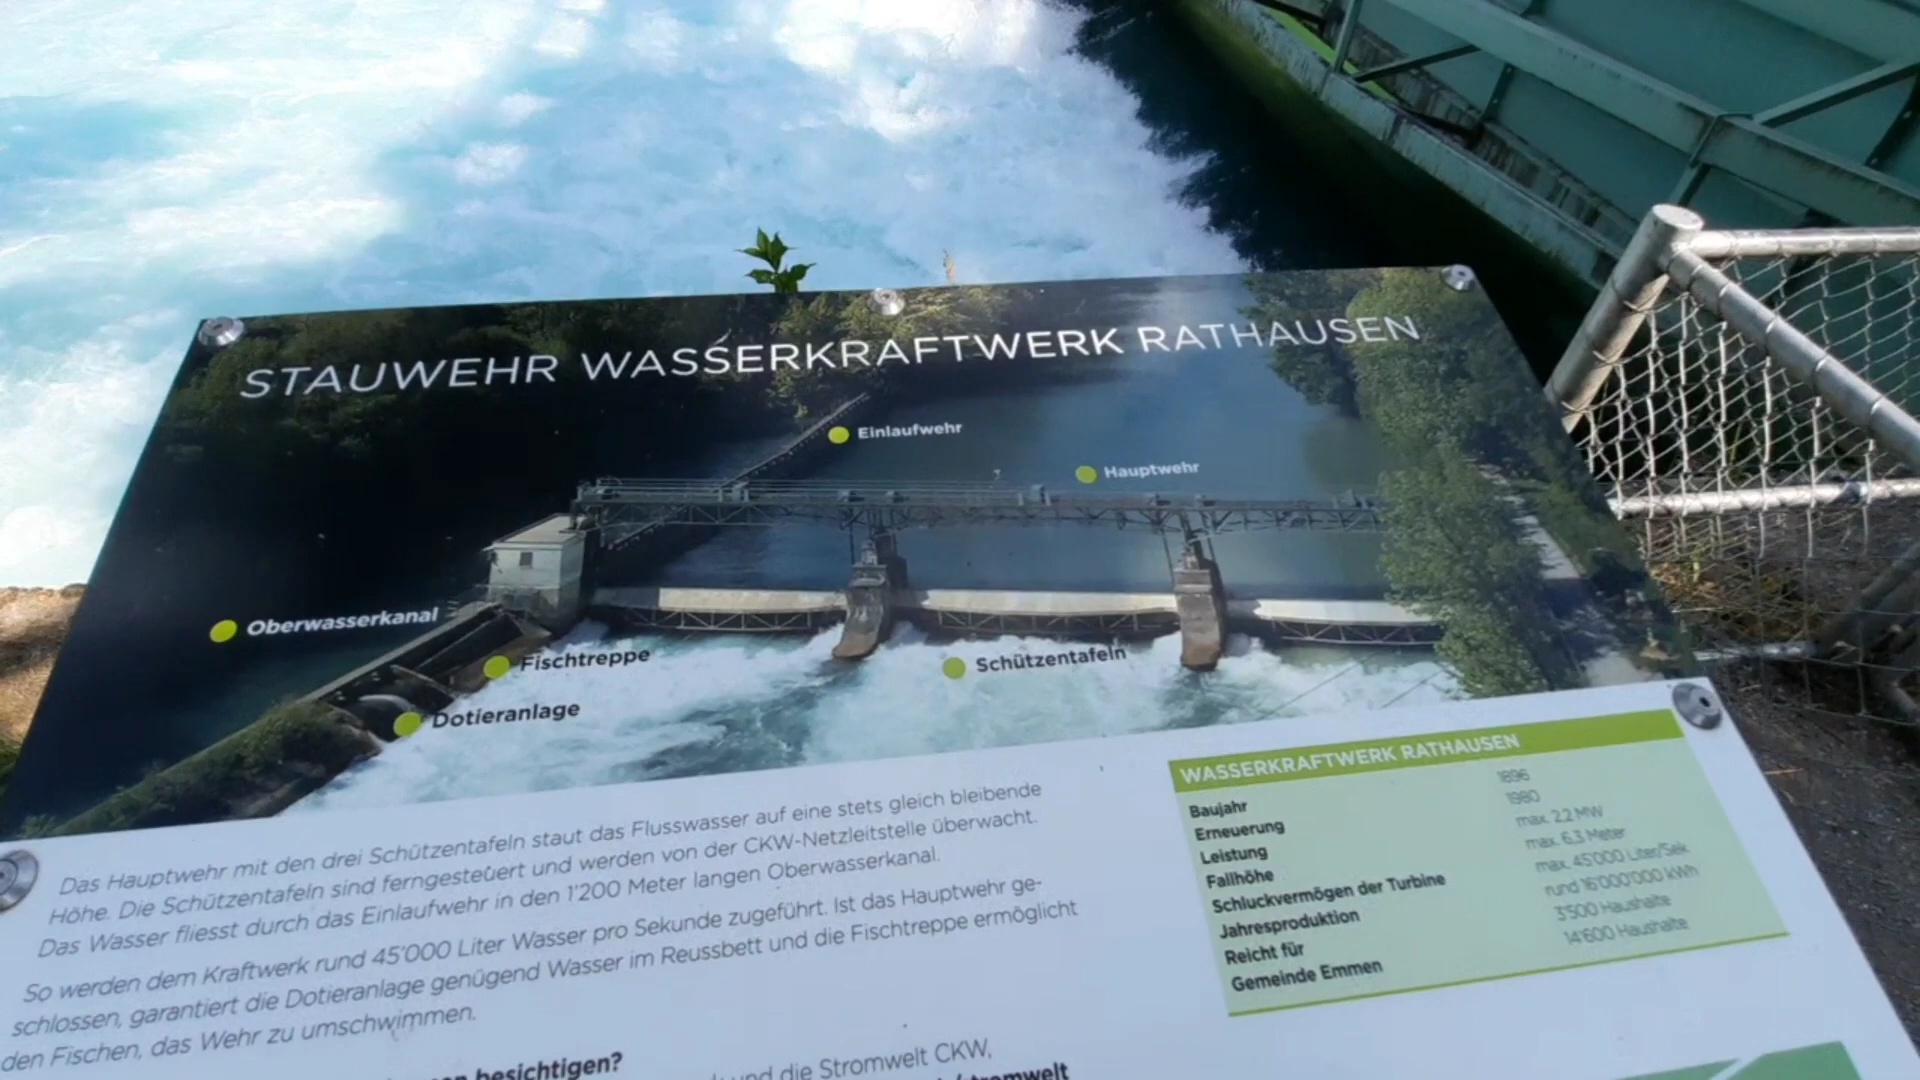 STAUWEHR WASSERKRAFTWERK RATHAUSEN
Einlaufwehr
Hauptwehr
Oberwasserkanal
Fischtreppe
Schützentafeln
Dotieranlage
Das Hauptwehr mit den drei Schützentafeln staut das Flusswasser auf eine stets gleich bleibende
Höhe. Die Schützentafeln sind ferngesteuert und werden von der CKW-Netzleitstelle überwacht.
Das Wasser fliesst durch das Einlaufwehr in den 1'200 Meter langen Oberwasserkanal.
So werden dem Kraftwerk rund 45'000 Liter Wasser pro Sekunde zugeführt. Ist das Hauptwehr ge-
schlossen, garantiert die Dotieranlage genügend Wasser im Reussbett und die Fischtreppe ermöglicht
den Fischen, das Wehr zu umschwimmen.
besichtigen?
und die Stromwelt CKW,
WASSERKRAFTWERK RATHAUSEN
Baujahr 1896
Erneuerung 1980
Leistung max. 2.2 MW
Fallhöhe max. 6,3 Meter
Schluckvermögen der Turbine max. 45'000 Liter/Sek
Jahresproduktion rund 16'000'000 kWh
Reicht für 3'500 Haushalte
Gemeinde Emmen 14'600 Haushalte